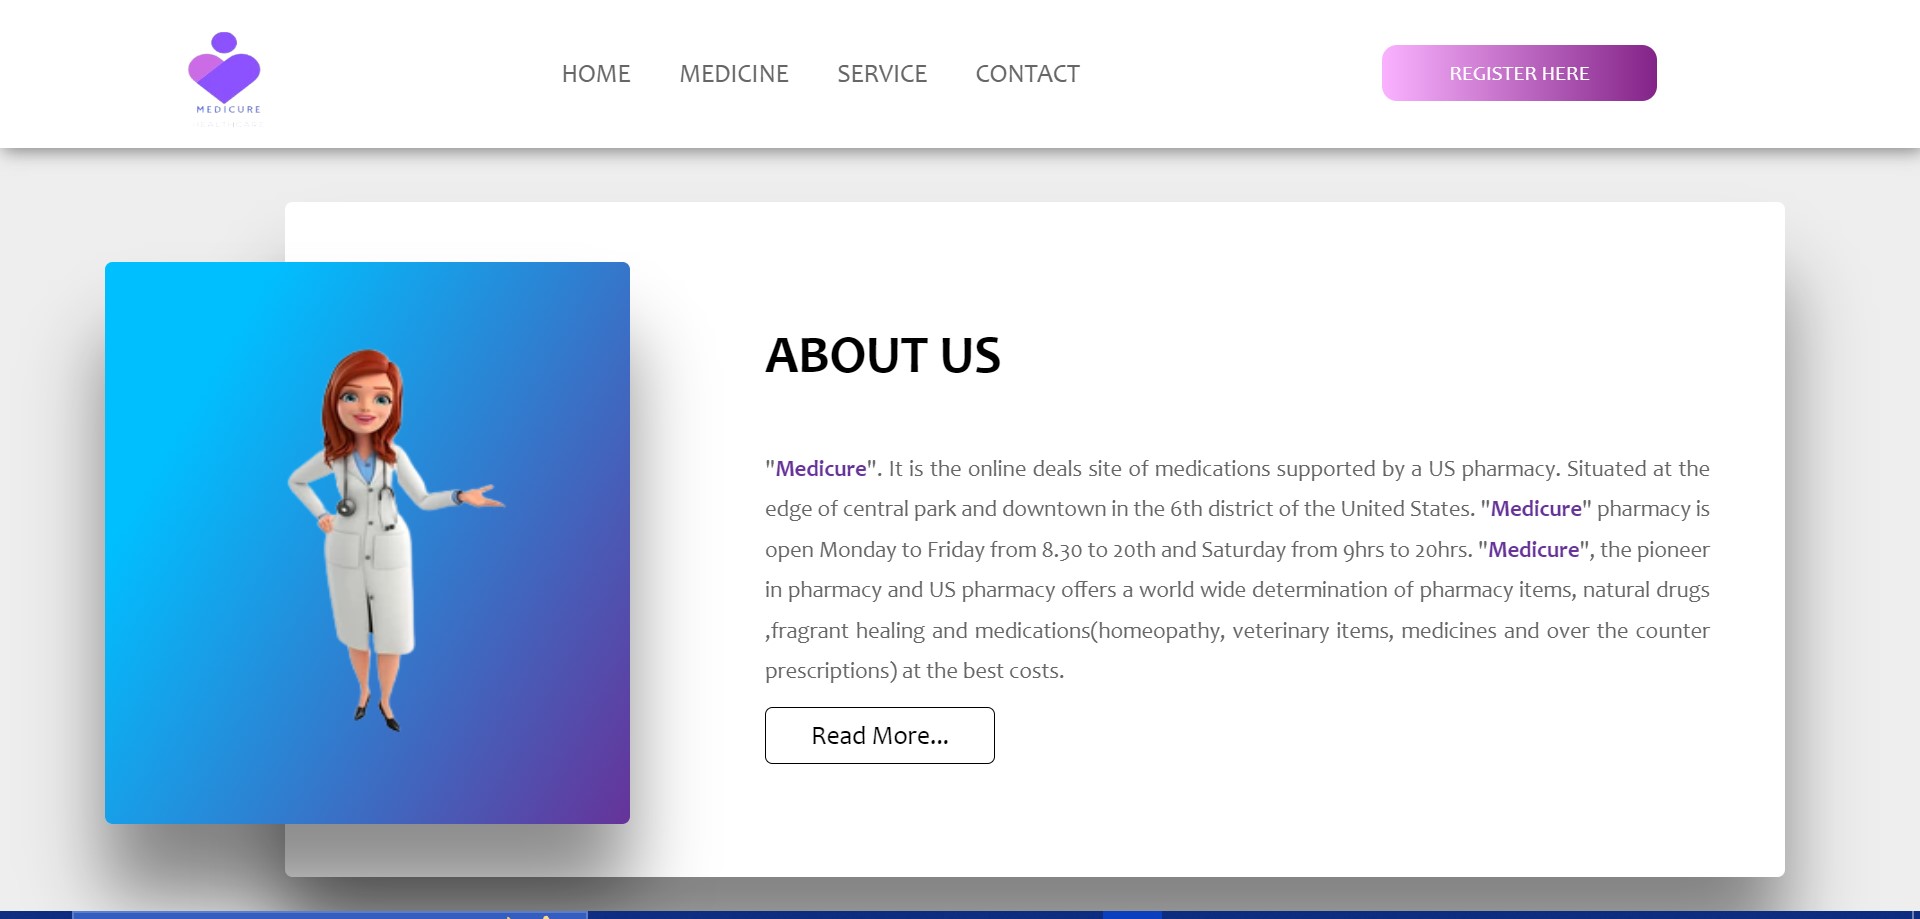 MEDICURE
HOME MEDICINE SERVICE CONTACT
REGISTER HERE
ABOUT US
"Medicure". It is the online deals site of medications supported by a US pharmacy. Situated at the
edge of central park and downtown in the 6th district of the United States. "Medicure" pharmacy is
open Monday to Friday from 8.30 to 20th and Saturday from 9hrs to 20hrs. "Medicure", the pioneer
in pharmacy and US pharmacy offers a world wide determination of pharmacy items, natural drugs
,fragrant healing and medications(homeopathy, veterinary items, medicines and over the counter
prescriptions) at the best costs.
Read More...